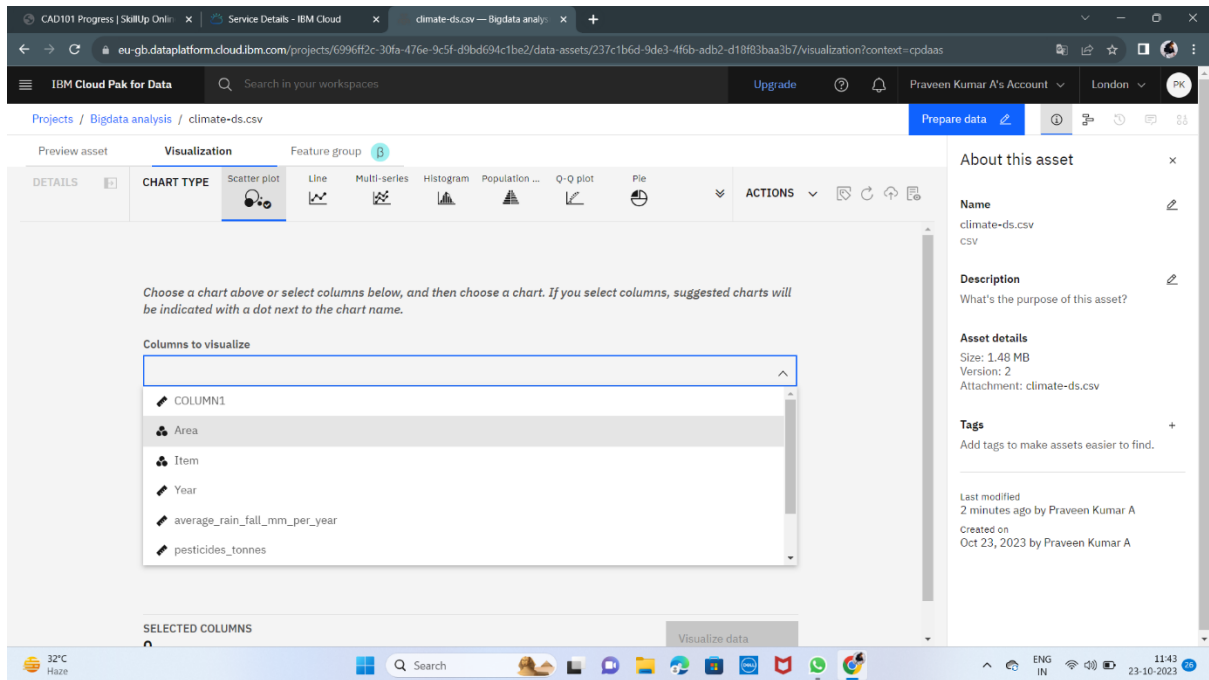 CAD101 Progress | SkillUp Onlin
Service Details - IBM Cloud
climate-ds.csv — Bigdata analys
eu-gb.dataplatform.cloud.ibm.com/projects/6996ff2c-30fa-476e-9c5f-d9bd694c1be2/data-assets/237c1b6d-9de3-4f6b-adb2-d18f83baa3b7/visualization?context=cpdaas
IBM Cloud Pak for Data
Search in your workspaces
Upgrade
Praveen Kumar A's Account
London
PK
Projects / Bigdata analysis / climate-ds.csv
Prepare data
Preview asset
Visualization
Feature group β
DETAILS
CHART TYPE
Scatter plot
Line
Multi-series
Histogram
Population ...
Q-Q plot
Pie
ACTIONS
Choose a chart above or select columns below, and then choose a chart. If you select columns, suggested charts will
be indicated with a dot next to the chart name.
Columns to visualize
COLUMN1
Area
Item
Year
average_rain_fall_mm_per_year
pesticides_tonnes
SELECTED COLUMNS
Visualize data
About this asset
Name
climate-ds.csv
CSV
Description
What's the purpose of this asset?
Asset details
Size: 1.48 MB
Version: 2
Attachment: climate-ds.csv
Tags
Add tags to make assets easier to find.
Last modified
2 minutes ago by Praveen Kumar A
Created on
Oct 23, 2023 by Praveen Kumar A
32°C
Haze
Search
DELL
ENG
IN
11:43
23-10-2023
26